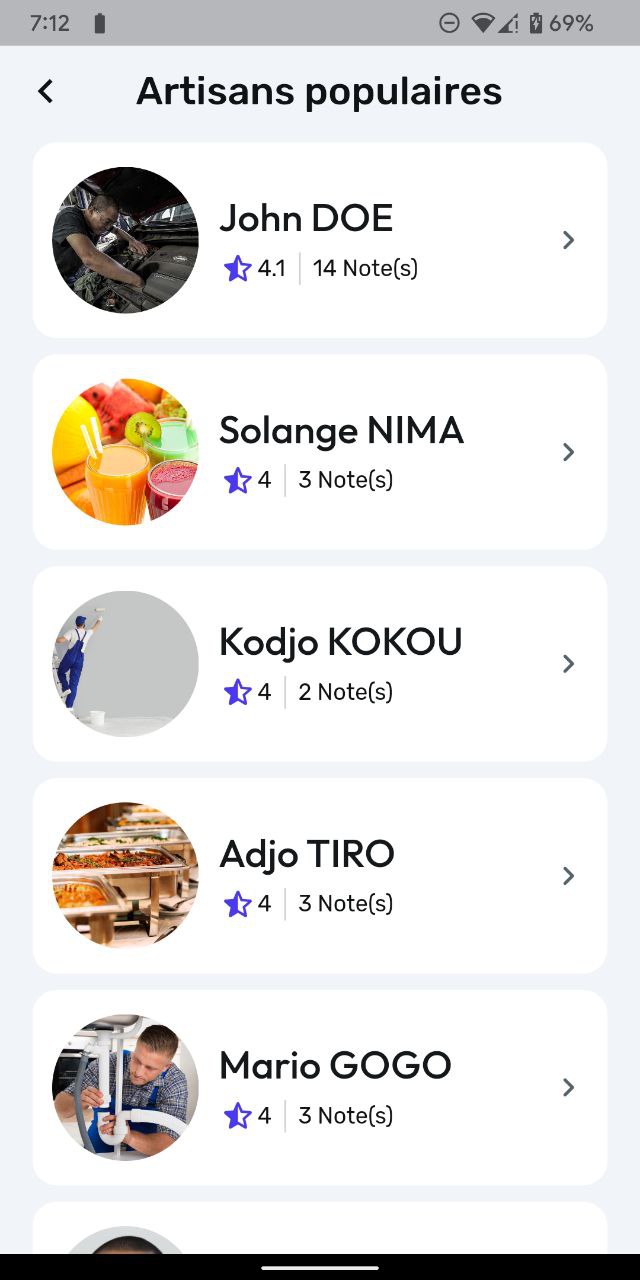 7:12 69%
Artisans populaires
John DOE
4.1 14 Note(s)
Solange NIMA
4 3 Note(s)
Kodjo KOKOU
4 2 Note(s)
Adjo TIRO
4 3 Note(s)
Mario GOGO
4 3 Note(s)